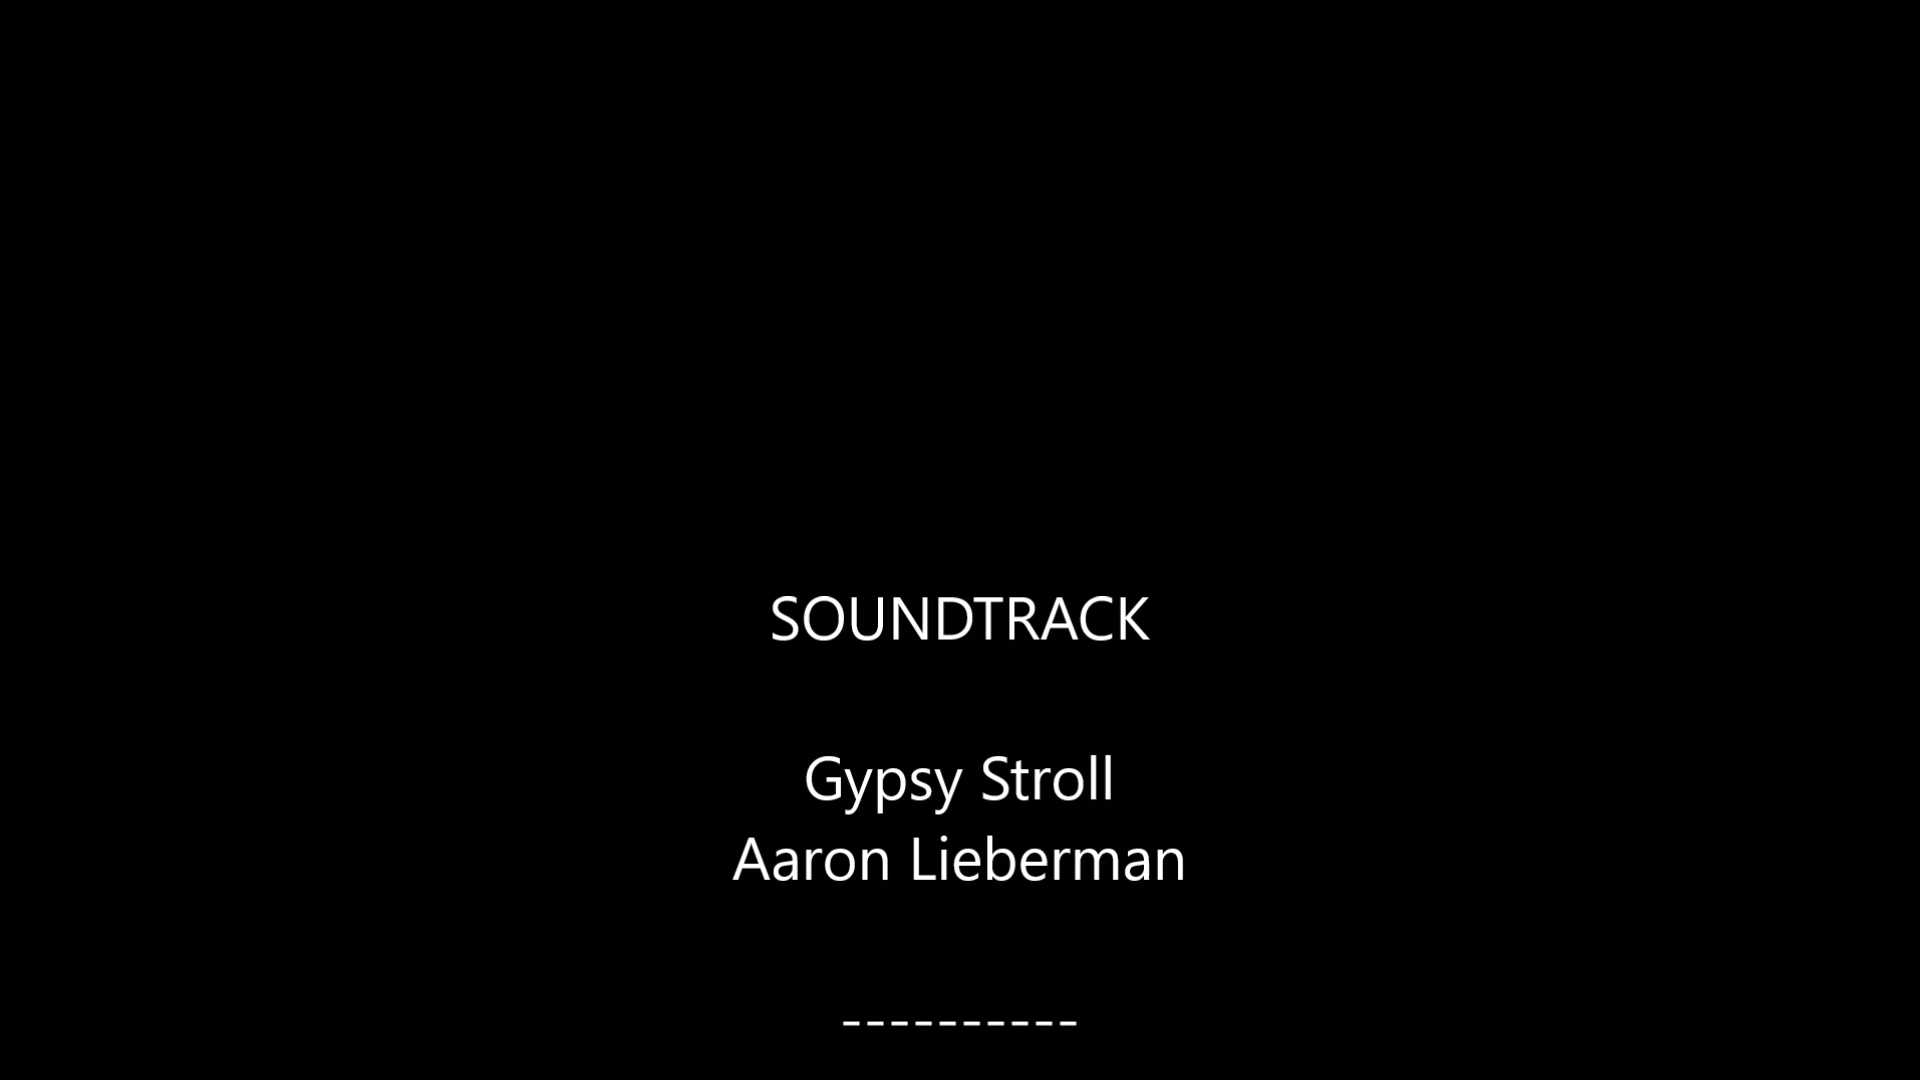 SOUNDTRACK
Gypsy Stroll
Aaron Lieberman
----------